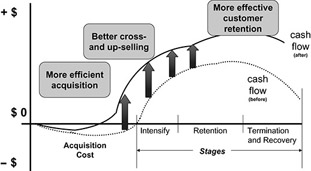 + $
More effective
customer
retention
Better cross-
and up-selling
cash
flow
(after)
More efficient
acquisition
cash
flow
(before)
$ 0
Acquisition
Cost
Intensify
Retention
Termination
and Recovery
Stages
– $